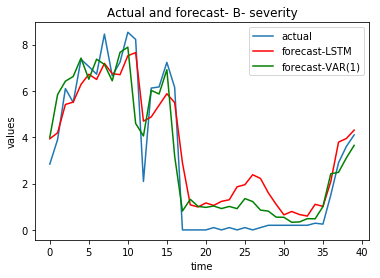 Actual and forecast- B- severity
actual
forecast-LSTM
forecast-VAR(1)
values
8
6
4
2
0
0 5 10 15 20 25 30 35 40
time